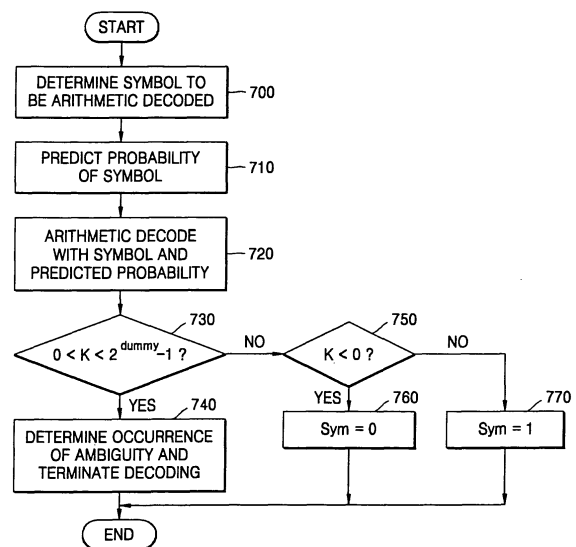 START
DETERMINE SYMBOL TO
BE ARITHMETIC DECODED
700
PREDICT PROBABILITY
OF SYMBOL
710
ARITHMETIC DECODE
WITH SYMBOL AND
PREDICTED PROBABILITY
720
730
0 < K < 2^dummy-1 ?
NO
750
K < 0 ?
NO
YES
740
DETERMINE OCCURRENCE
OF AMBIGUITY AND
TERMINATE DECODING
YES
760
Sym = 0
770
Sym = 1
END